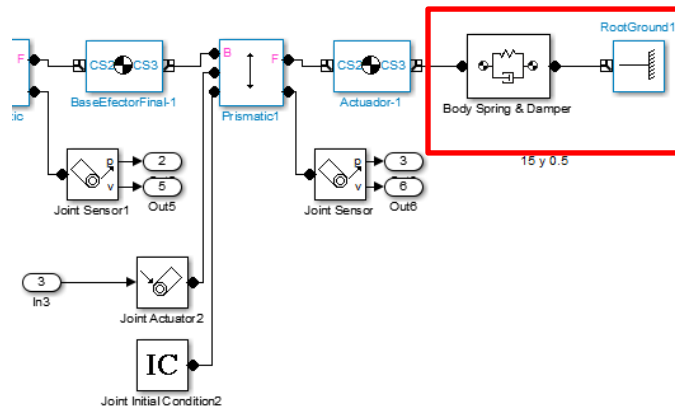 RootGround1
F
CS2
CS3
B
F
CS2
CS3
BaseEfectorFinal-1
Prismatic1
Actuador-1
Body Spring & Damper
tic
15 y 0.5
p
v
2
5
p
v
3
6
Joint Sensor1
Out5
Joint Sensor
Out6
3
In3
Joint Actuator2
IC
Joint Initial Condition2